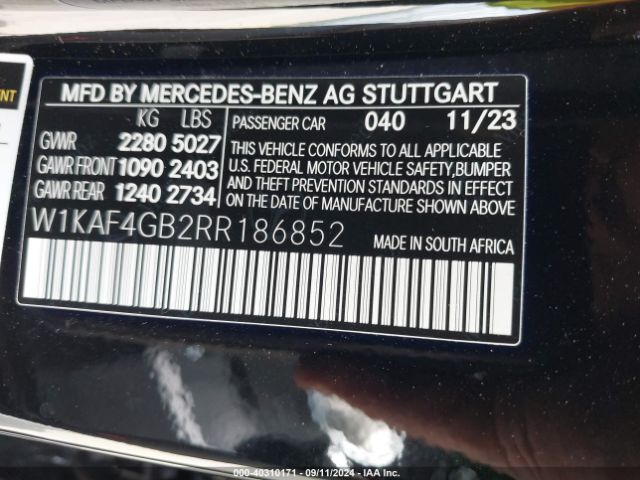 ENT
MFD BY MERCEDES-BENZ AG STUTTGART
KG LBS
GVWR 2280 5027
GAWR FRONT 1090 2403
GAWR REAR 1240 2734
PASSENGER CAR 040 11/23
THIS VEHICLE CONFORMS TO ALL APPLICABLE
U.S. FEDERAL MOTOR VEHICLE SAFETY,BUMPER
AND THEFT PREVENTION STANDARDS IN EFFECT
ON THE DATE OF MANUFACTURE SHOWN ABOVE.
W1KAF4GB2RR186852
MADE IN SOUTH AFRICA
000-40310171 - 09/11/2024 - IAA Inc.